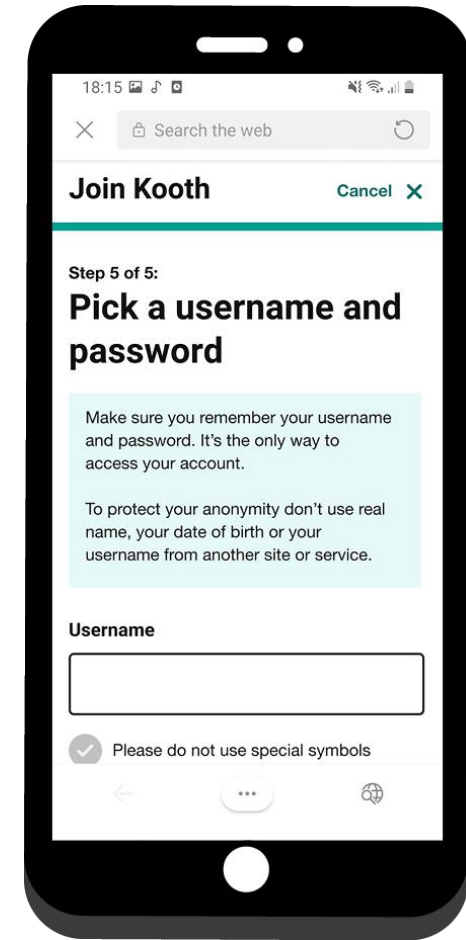 18:15
Search the web
Join Kooth
Cancel
Step 5 of 5:
Pick a username and
password
Make sure you remember your username
and password. It's the only way to
access your account.
To protect your anonymity don't use real
name, your date of birth or your
username from another site or service.
Username
Please do not use special symbols